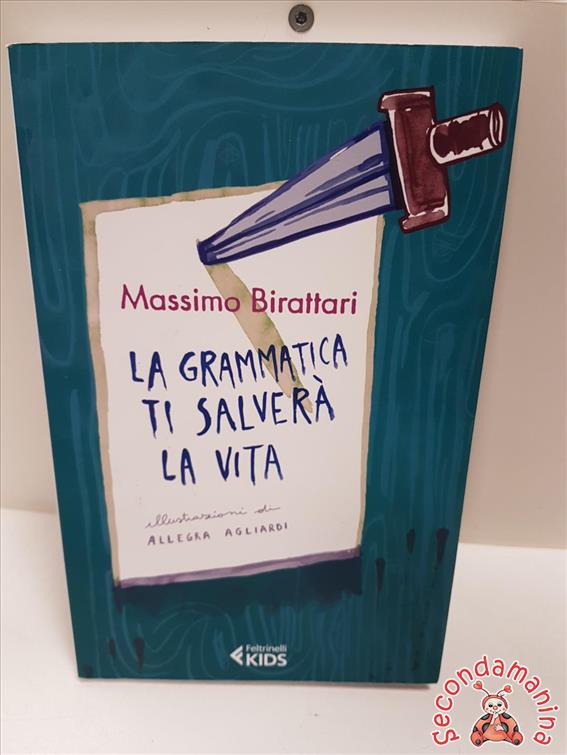 Massimo Birattari
LA GRAMMATICA
TI SALVERÀ
LA VITA
illustrazioni di
ALLEGRA AGLIARDI
Feltrinelli
KIDS
Secondamanina